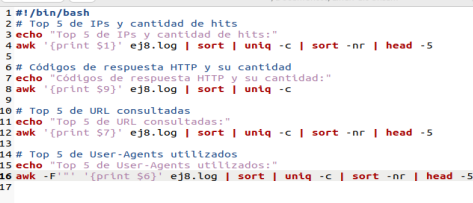 1 #!/bin/bash
2 # Top 5 de IPs y cantidad de hits
3 echo "Top 5 de IPs y cantidad de hits:"
4 awk '{print $1}' ej8.log | sort | uniq -c | sort -nr | head -5
5
6 # Códigos de respuesta HTTP y su cantidad
7 echo "Códigos de respuesta HTTP y su cantidad:"
8 awk '{print $9}' ej8.log | sort | uniq -c
9
10 # Top 5 de URL consultadas
11 echo "Top 5 de URL consultadas:"
12 awk '{print $7}' ej8.log | sort | uniq -c | sort -nr | head -5
13
14 # Top 5 de User-Agents utilizados
15 echo "Top 5 de User-Agents utilizados:"
16 awk -F'"' '{print $6}' ej8.log | sort | uniq -c | sort -nr | head -5
17